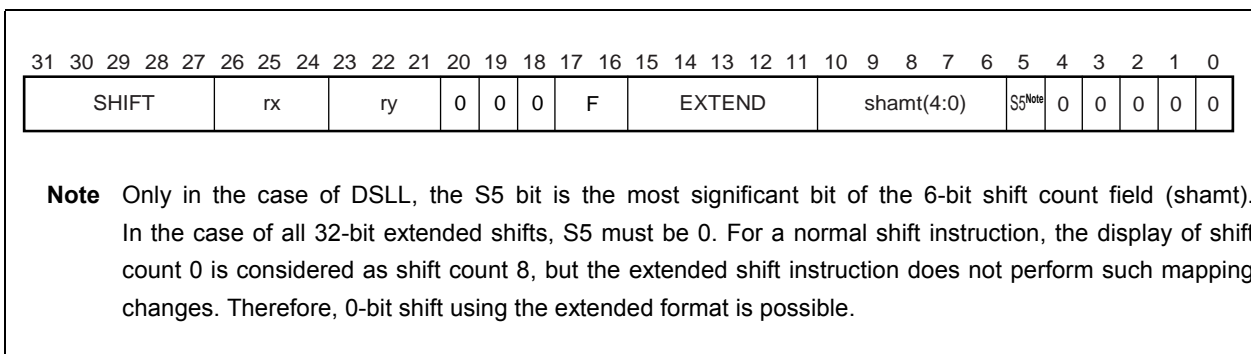 31 30 29 28 27 26 25 24 23 22 21 20 19 18 17 16 15 14 13 12 11 10 9 8 7 6 5 4 3 2 1 0
SHIFT rx ry 0 0 0 F EXTEND shamt(4:0) S5Note 0 0 0 0 0
Note Only in the case of DSLL, the S5 bit is the most significant bit of the 6-bit shift count field (shamt).
In the case of all 32-bit extended shifts, S5 must be 0. For a normal shift instruction, the display of shift
count 0 is considered as shift count 8, but the extended shift instruction does not perform such mapping
changes. Therefore, 0-bit shift using the extended format is possible.